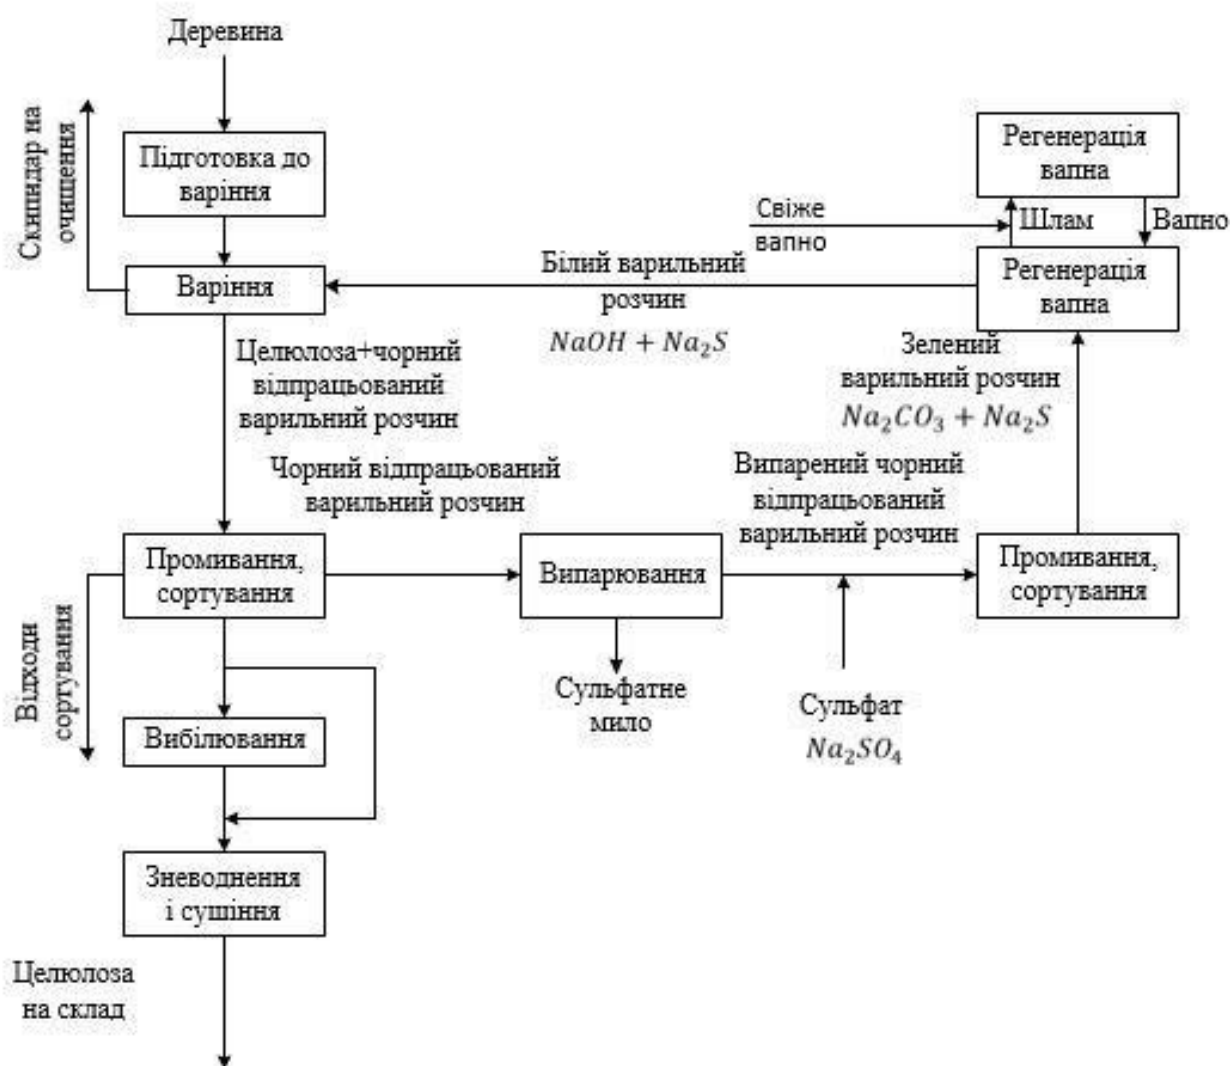 Деревина
Скипидар на
очищення
Підготовка до
варіння
Варіння
Регенерація
вапна
Свіже
вапно
Шлам
Вапно
Регенерація
вапна
Білий варильний
розчин
NaOH + Na₂S
Зелений
варильний розчин
Na₂CO₃ + Na₂S
Целюлоза+чорний
відпрацьований
варильний розчин
Чорний відпрацьований
варильний розчин
Випарений чорний
відпрацьований
варильний розчин
Промивання,
сортування
Випарювання
Промивання,
сортування
Відходи
сортування
Сульфатне
мило
Сульфат
Na₂SO₄
Вибілювання
Зневоднення
і сушіння
Целюлоза
на склад